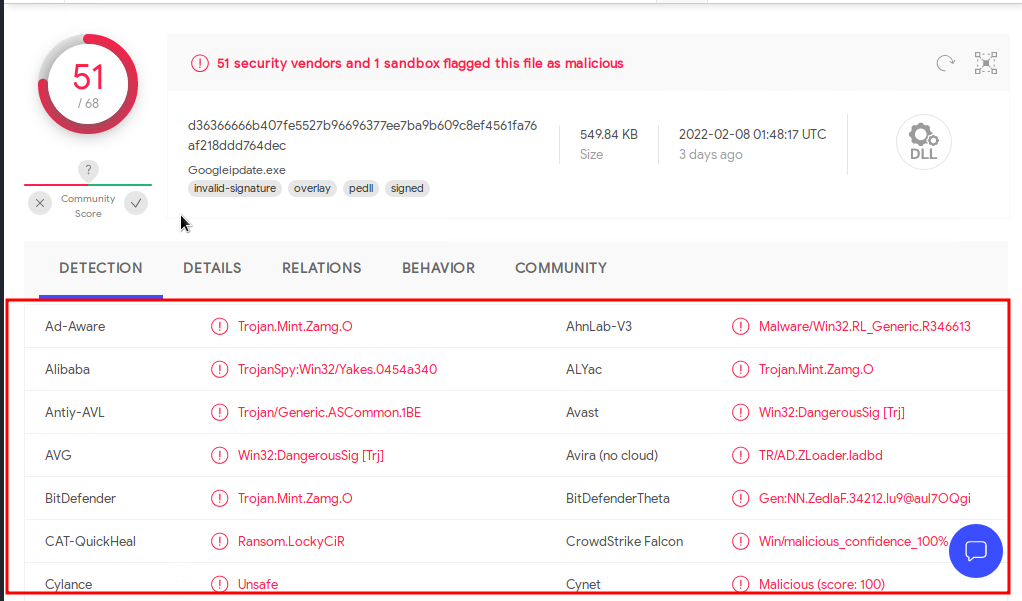 51
/ 68
?
Community
Score
51 security vendors and 1 sandbox flagged this file as malicious
d36366666b407fe5527b96696377ee7ba9b609c8ef4561fa76
af218ddd764dec
Googleipdate.exe
invalid-signature overlay pedll signed
549.84 KB
Size
2022-02-08 01:48:17 UTC
3 days ago
DLL
DETECTION DETAILS RELATIONS BEHAVIOR COMMUNITY
Ad-Aware Trojan.Mint.Zamg.O AhnLab-V3 Malware/Win32.RL_Generic.R346613
Alibaba TrojanSpy:Win32/Yakes.0454a340 ALYac Trojan.Mint.Zamg.O
Antiy-AVL Trojan/Generic.ASCommon.1BE Avast Win32:DangerousSig [Trj]
AVG Win32:DangerousSig [Trj] Avira (no cloud) TR/AD.ZLoader.ladbd
BitDefender Trojan.Mint.Zamg.O BitDefenderTheta Gen:NN.ZedlaF.34212.lu9@aul7OQgi
CAT-QuickHeal Ransom.LockyCiR CrowdStrike Falcon Win/malicious_confidence_100%
Cylance Unsafe Cynet Malicious (score: 100)